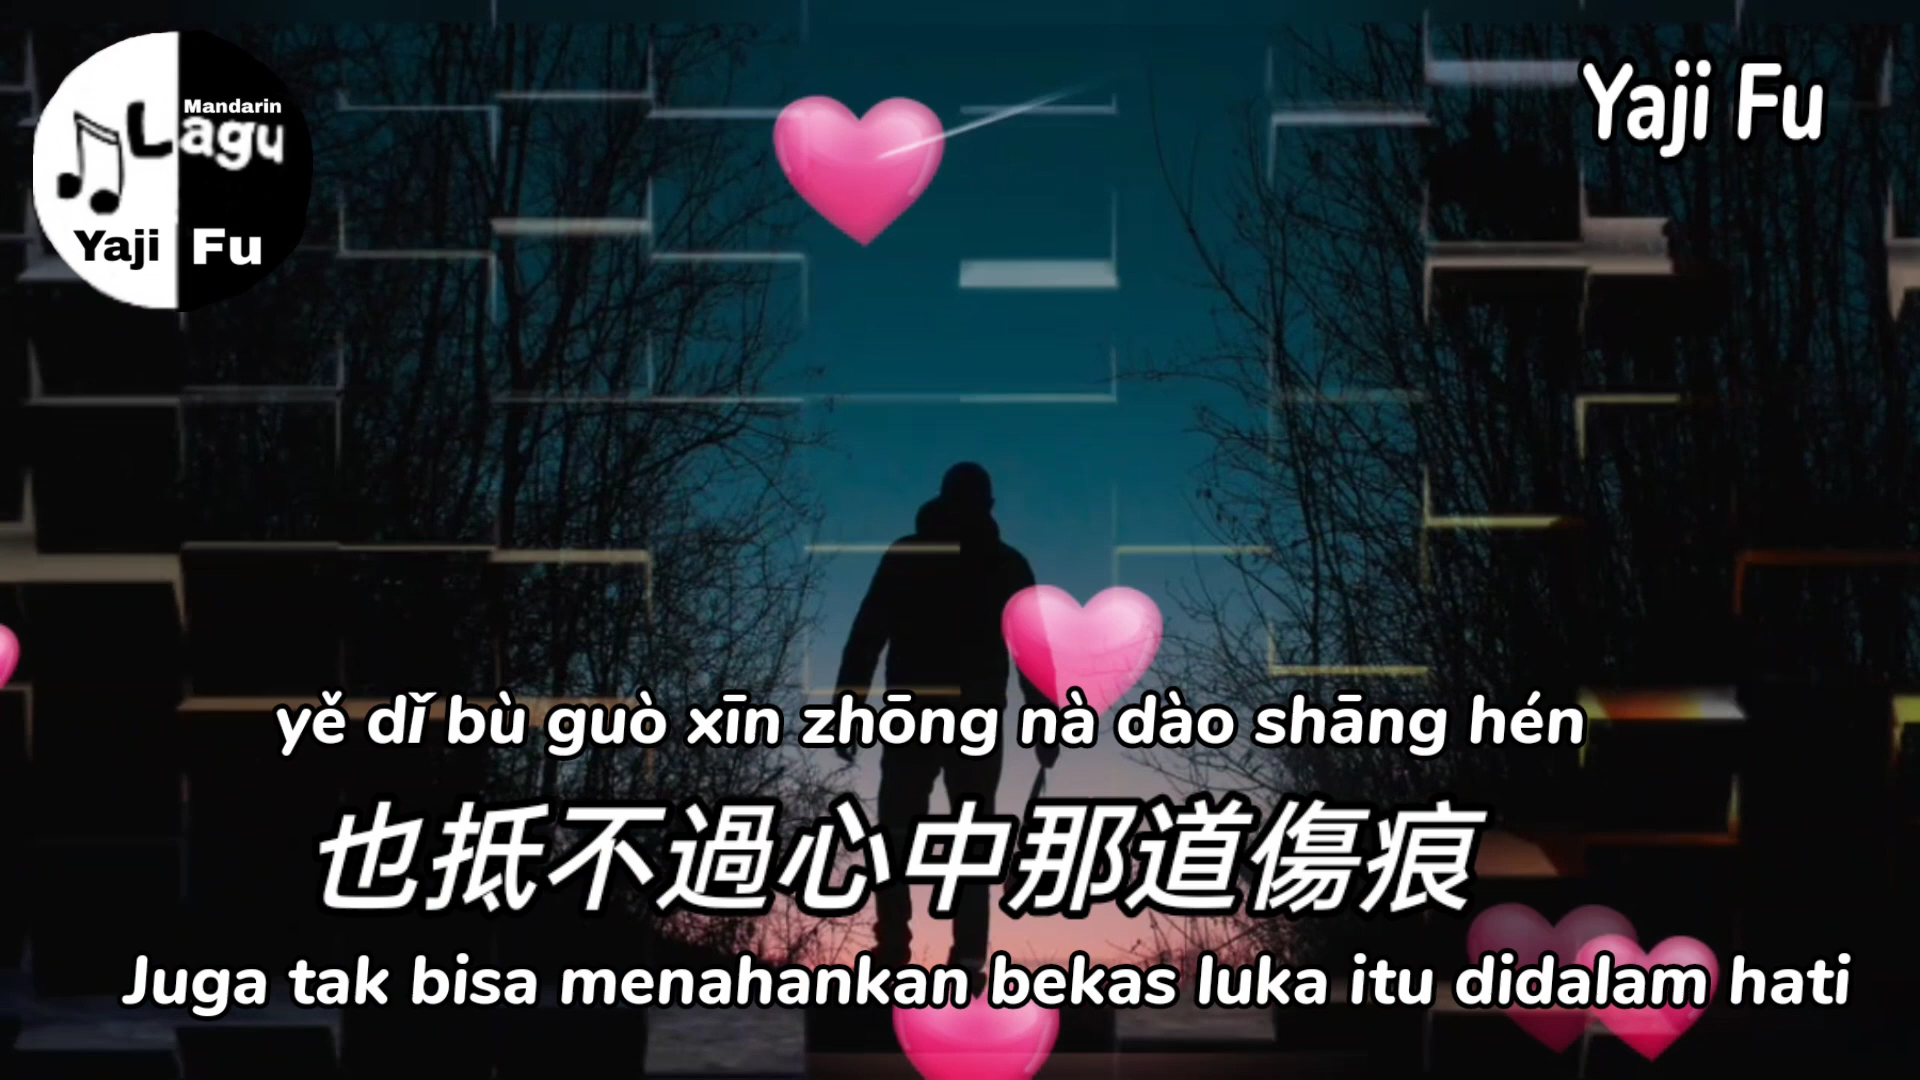 Mandarin
Lagu
Yaji Fu
Yaji Fu
yě dǐ bù guò xīn zhōng nà dào shāng hén
也抵不過心中那道傷痕
Juga tak bisa menahankan bekas luka itu didalam hati